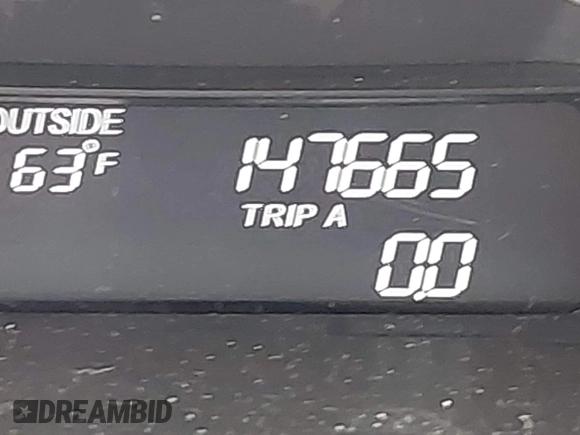 OUTSIDE
63°F
147665
TRIP A
0.0
DREAMBID